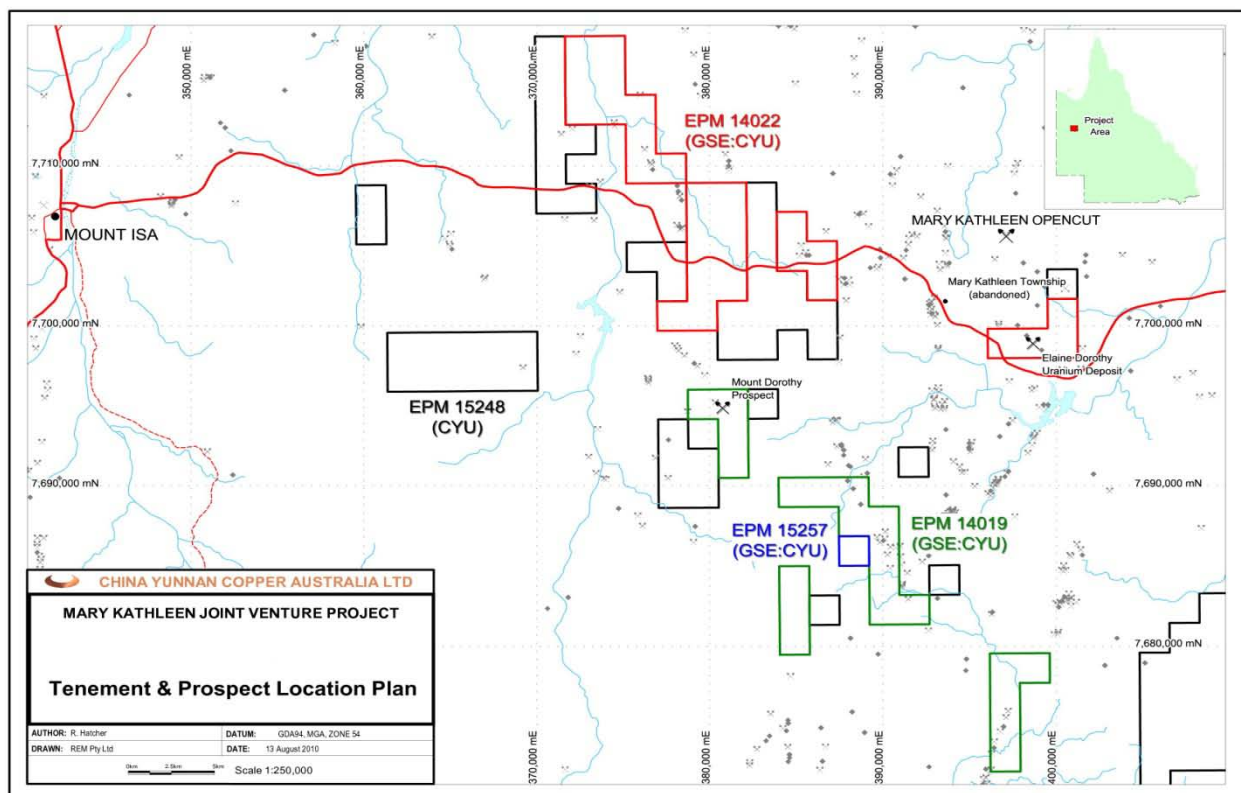 350,000 mE
360,000 mE
370,000 mE
380,000 mE
390,000 mE
EPM 14022
(GSE:CYU)
Project
Area
7,710,000 mN
7,710,000 mN
MOUNT ISA
MARY KATHLEEN OPENCUT
Mary Kathleen Township
(abandoned)
7,700,000 mN
7,700,000 mN
Elaine Dorothy
Uranium Deposit
Mount Dorothy
Prospect
EPM 15248
(CYU)
7,690,000 mN
7,690,000 mN
EPM 15257
(GSE:CYU)
EPM 14019
(GSE:CYU)
7,680,000 mN
CHINA YUNNAN COPPER AUSTRALIA LTD
MARY KATHLEEN JOINT VENTURE PROJECT
Tenement & Prospect Location Plan
AUTHOR: R. Hatcher
DATUM: GDA94, MGA, ZONE 54
DRAWN: REM Pty Ltd
DATE: 13 August 2010
0km 2.5km 5km
Scale 1:250,000
370,000 mE
380,000 mE
390,000 mE
400,000 mE